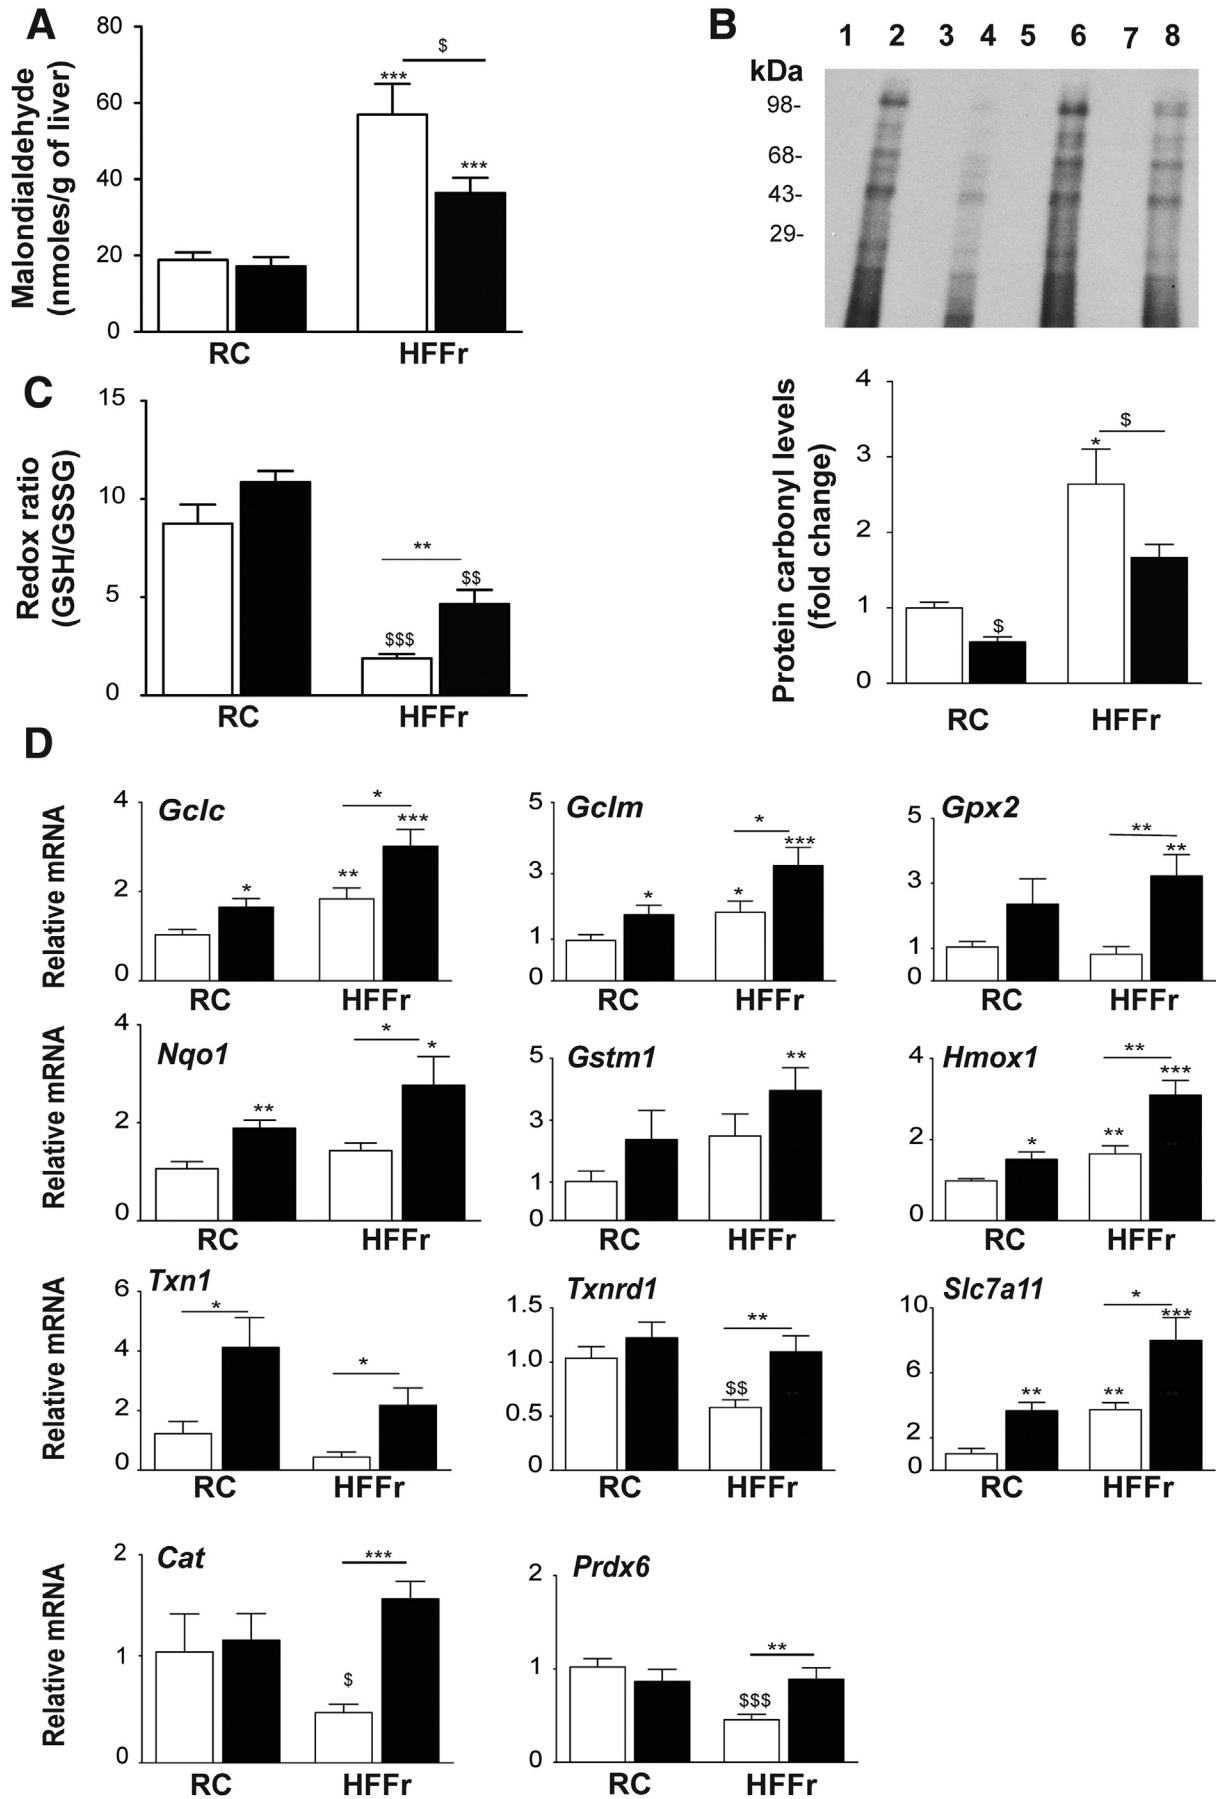 A
Malondialdehyde
(nmoles/g of liver)
80
60
40
20
0
***
$
***
RC
HFFr
B
1 2 3 4 5 6 7 8
kDa
98-
68-
43-
29-
Protein carbonyl levels
(fold change)
4
3
2
1
0
$
*
$
RC
HFFr
C
Redox ratio
(GSH/GSSG)
15
10
5
0
**
$$
$$$
RC
HFFr
D
Relative mRNA
Gclc
4
2
0
*
**
*
***
RC
HFFr
Gclm
5
3
1
0
*
*
*
***
RC
HFFr
Gpx2
5
3
1
0
**
**
RC
HFFr
Relative mRNA
Nqo1
4
2
0
**
*
*
RC
HFFr
Gstm1
5
3
1
0
**
RC
HFFr
Hmox1
4
2
0
*
**
**
***
RC
HFFr
Relative mRNA
Txn1
6
4
2
0
*
*
RC
HFFr
Txnrd1
1.5
1.0
0.5
0
$$
**
RC
HFFr
Slc7a11
10
6
2
0
**
**
*
***
RC
HFFr
Relative mRNA
Cat
2
1
0
$
***
RC
HFFr
Prdx6
2
1
0
$$$
**
RC
HFFr